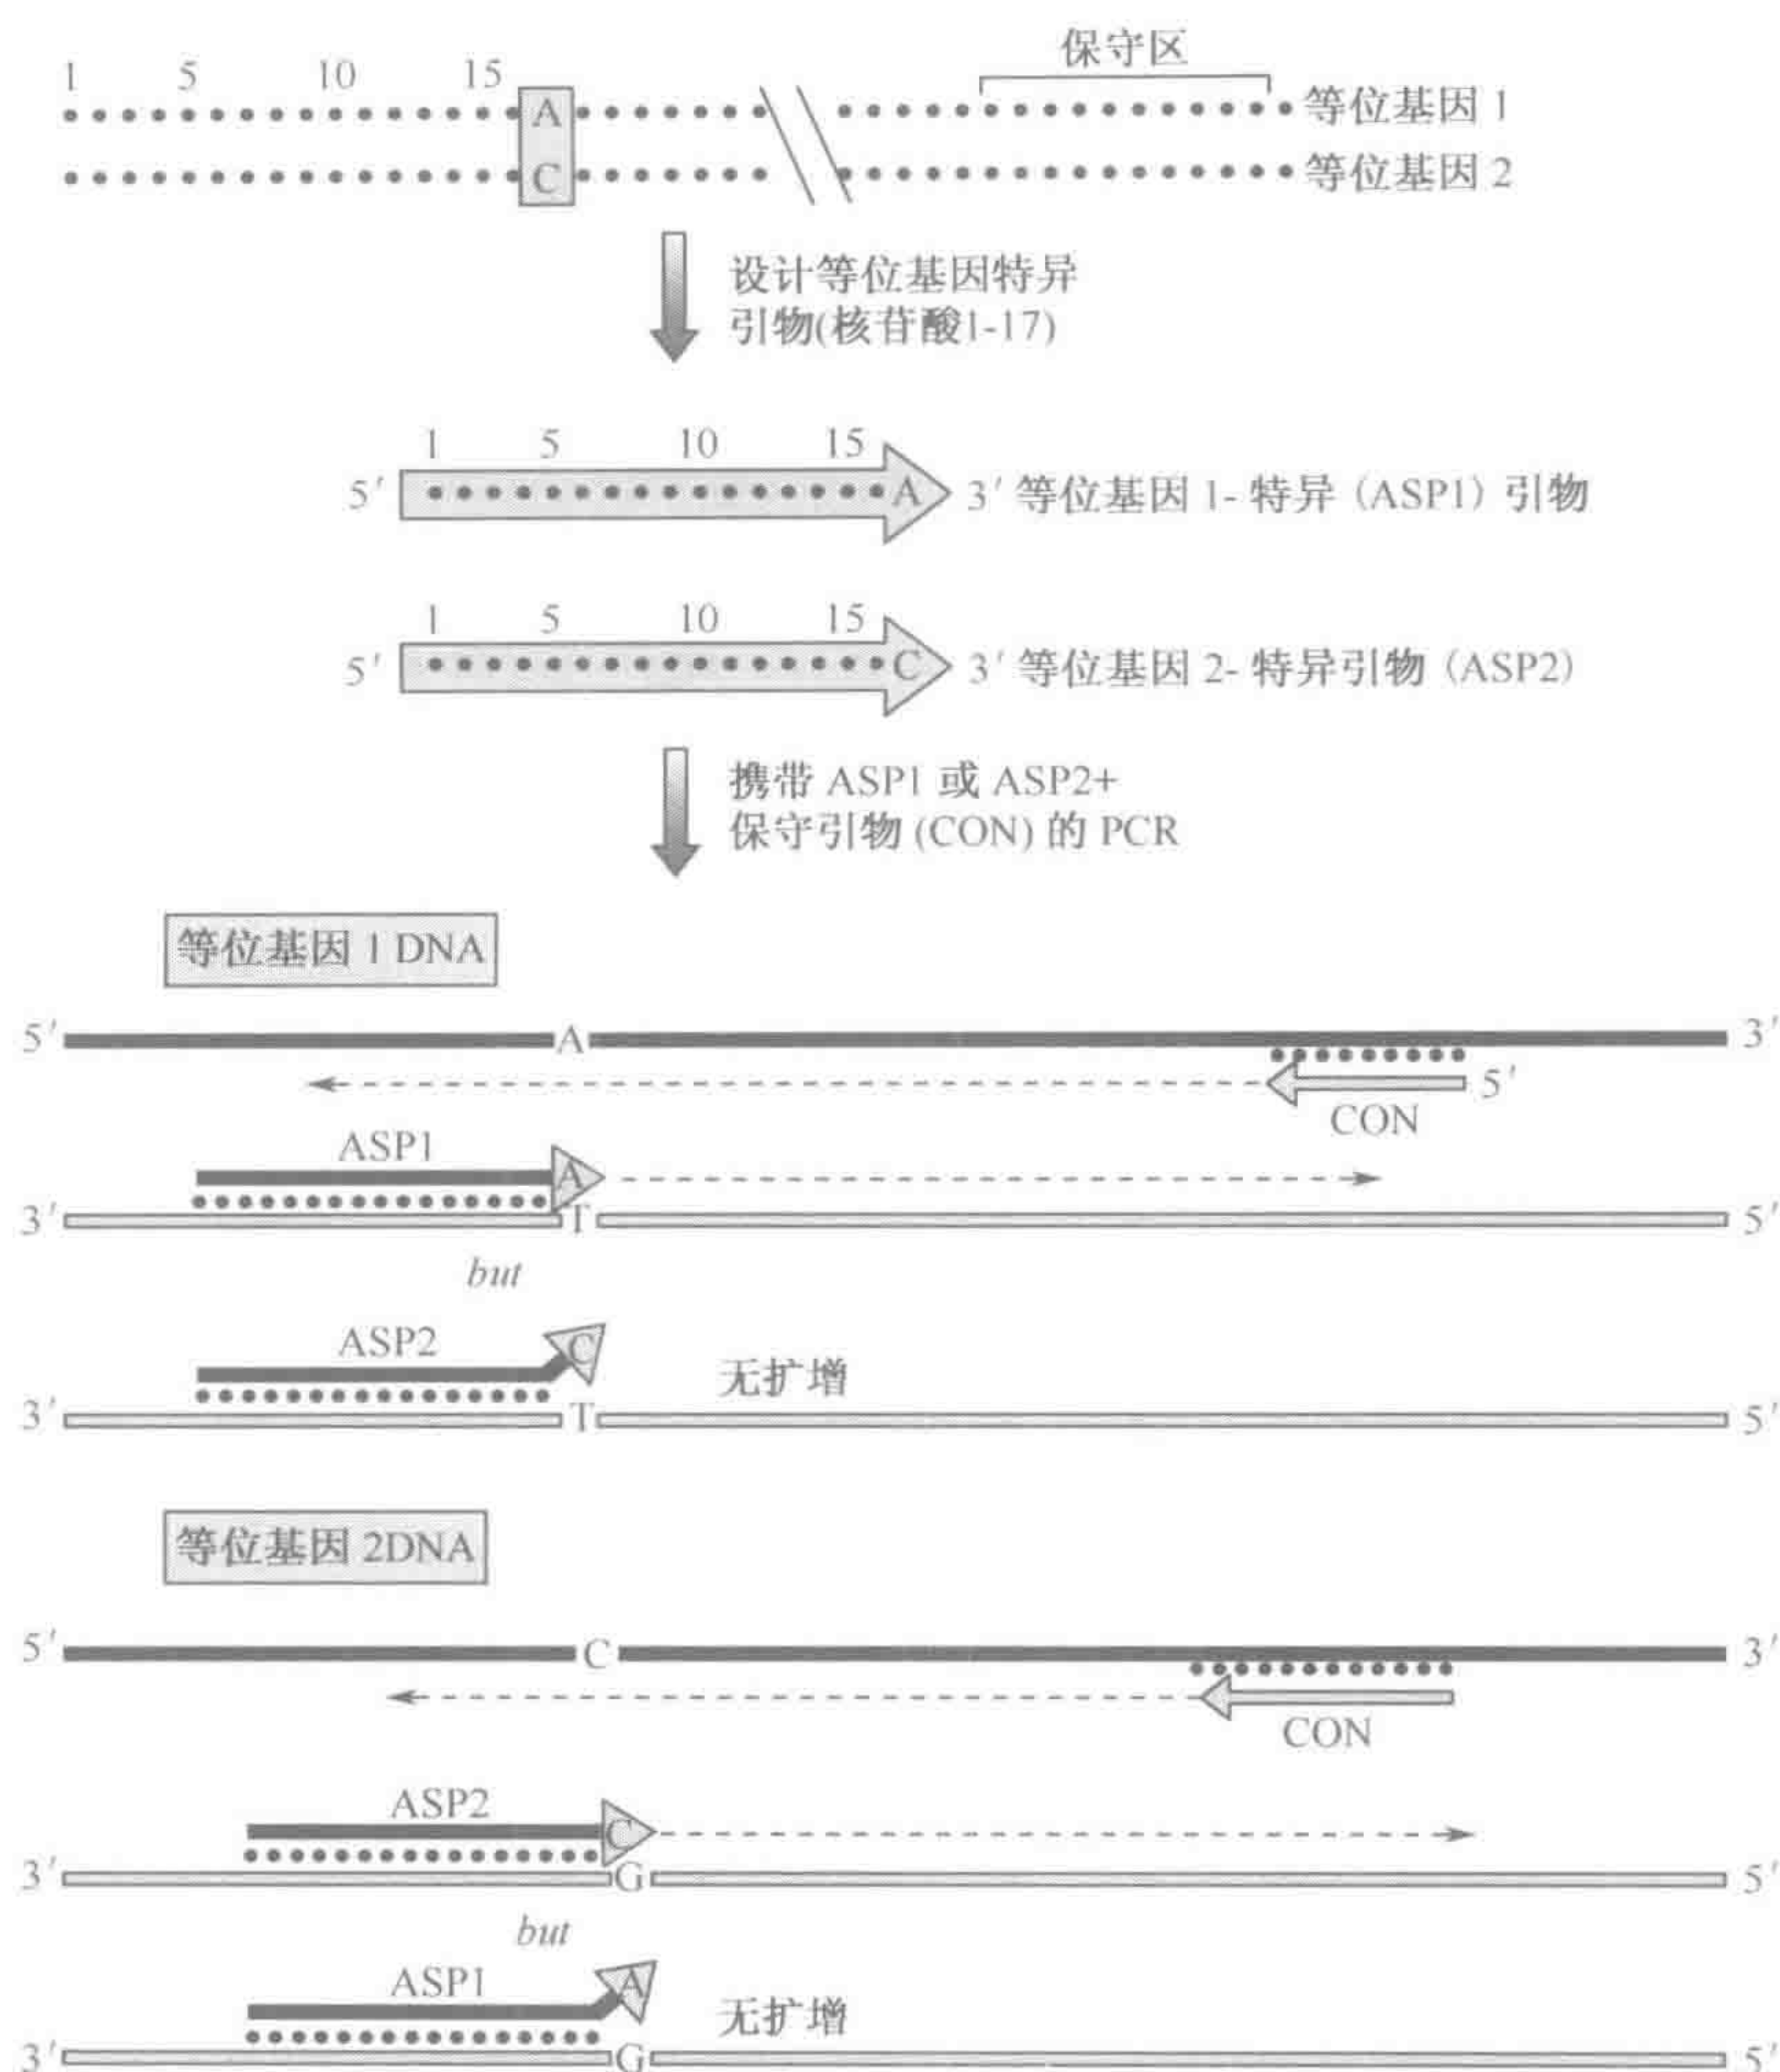 保守区
1 5 10 15
A 等位基因 1
C 等位基因 2
设计等位基因特异
引物(核苷酸1-17)
1 5 10 15
5′ A 3′ 等位基因 1- 特异 (ASP1) 引物
1 5 10 15
5′ C 3′ 等位基因 2- 特异引物 (ASP2)
携带 ASP1 或 ASP2+
保守引物 (CON) 的 PCR
等位基因 1 DNA
5′ A 3′
5′
CON
ASP1
A
3′ T 5′
but
ASP2
C
无扩增
3′ T 5′
等位基因 2DNA
5′ C 3′
CON
ASP2
C
3′ G 5′
but
ASP1
A
无扩增
3′ G 5′